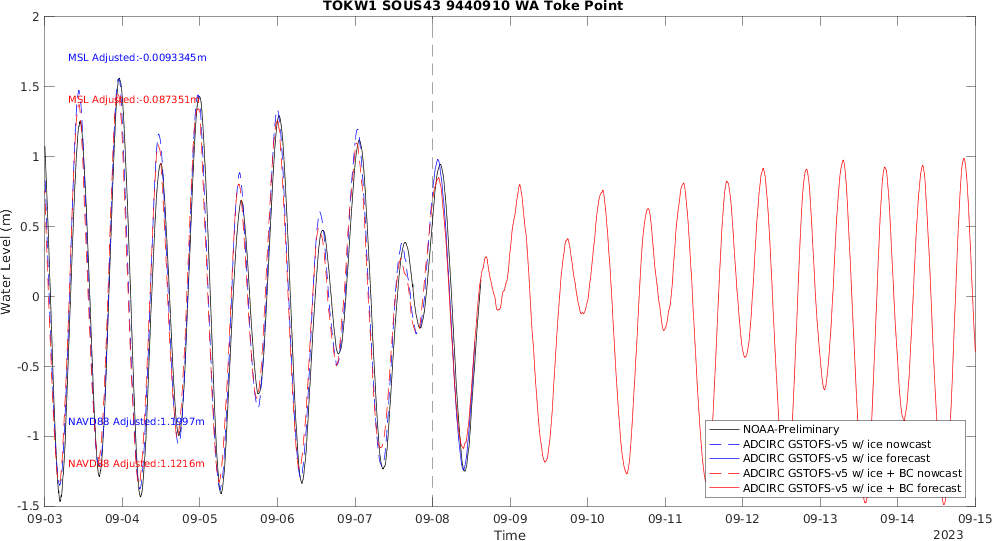 TOKW1 SOUS43 9440910 WA Toke Point
2
1.5
1
0.5
0
-0.5
-1
-1.5
Water Level (m)
MSL Adjusted:-0.0093345m
MSL Adjusted:-0.087351m
NAVD88 Adjusted:1.1997m
NAVD88 Adjusted:1.1216m
NOAA-Preliminary
ADCIRC GSTOFS-v5 w/ ice nowcast
ADCIRC GSTOFS-v5 w/ ice forecast
ADCIRC GSTOFS-v5 w/ ice + BC nowcast
ADCIRC GSTOFS-v5 w/ ice + BC forecast
09-03 09-04 09-05 09-06 09-07 09-08 09-09 09-10 09-11 09-12 09-13 09-14 09-15
Time
2023